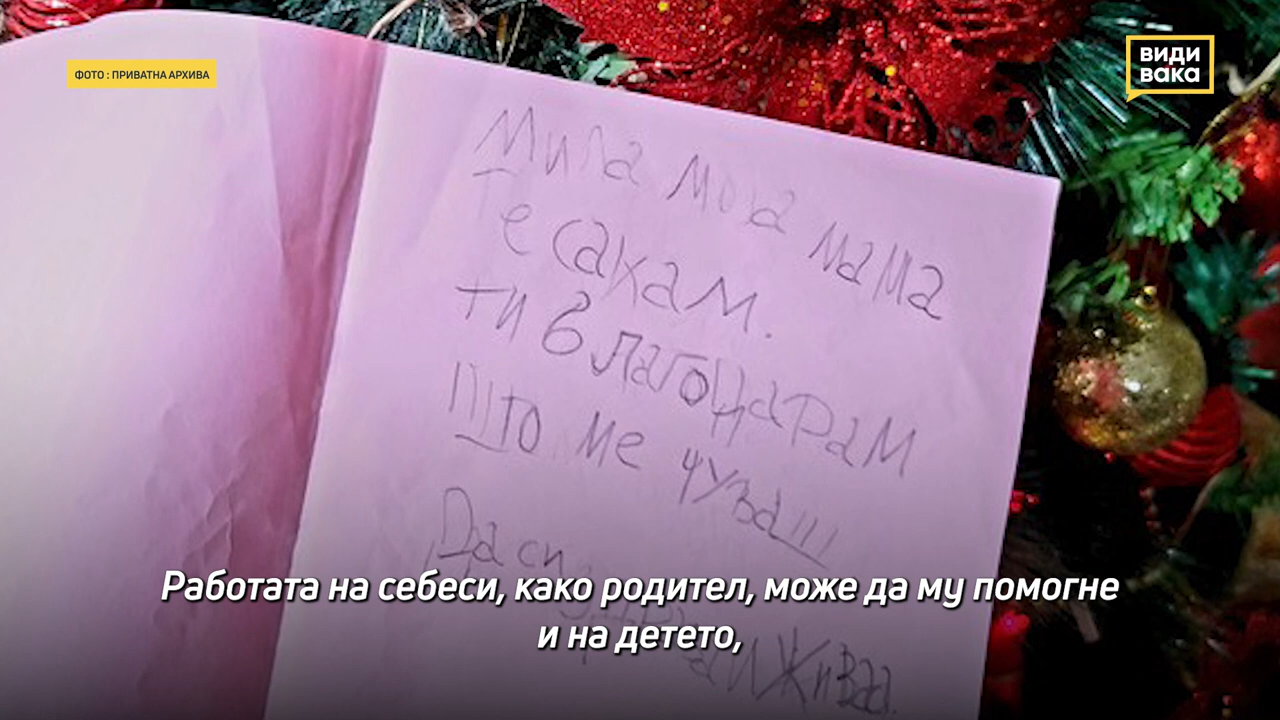 ФОТО : ПРИВАТНА АРХИВА
ВИДИ
ВАКА
Мила моја мама
Те сакам.
ти благодарам
Што ме чуваш
Да си
и жива.
Работата на себеси, како родител, може да му помогне
и на детето,